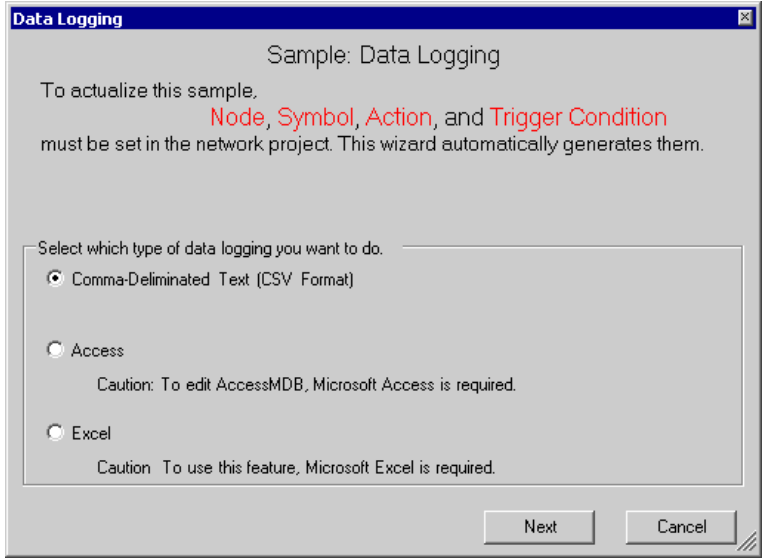 Data Logging
Sample: Data Logging
To actualize this sample,
Node, Symbol, Action, and Trigger Condition
must be set in the network project. This wizard automatically generates them.
Select which type of data logging you want to do.
Comma-Deliminated Text (CSV Format)
Access
Caution: To edit AccessMDB, Microsoft Access is required.
Excel
Caution To use this feature, Microsoft Excel is required.
Next Cancel